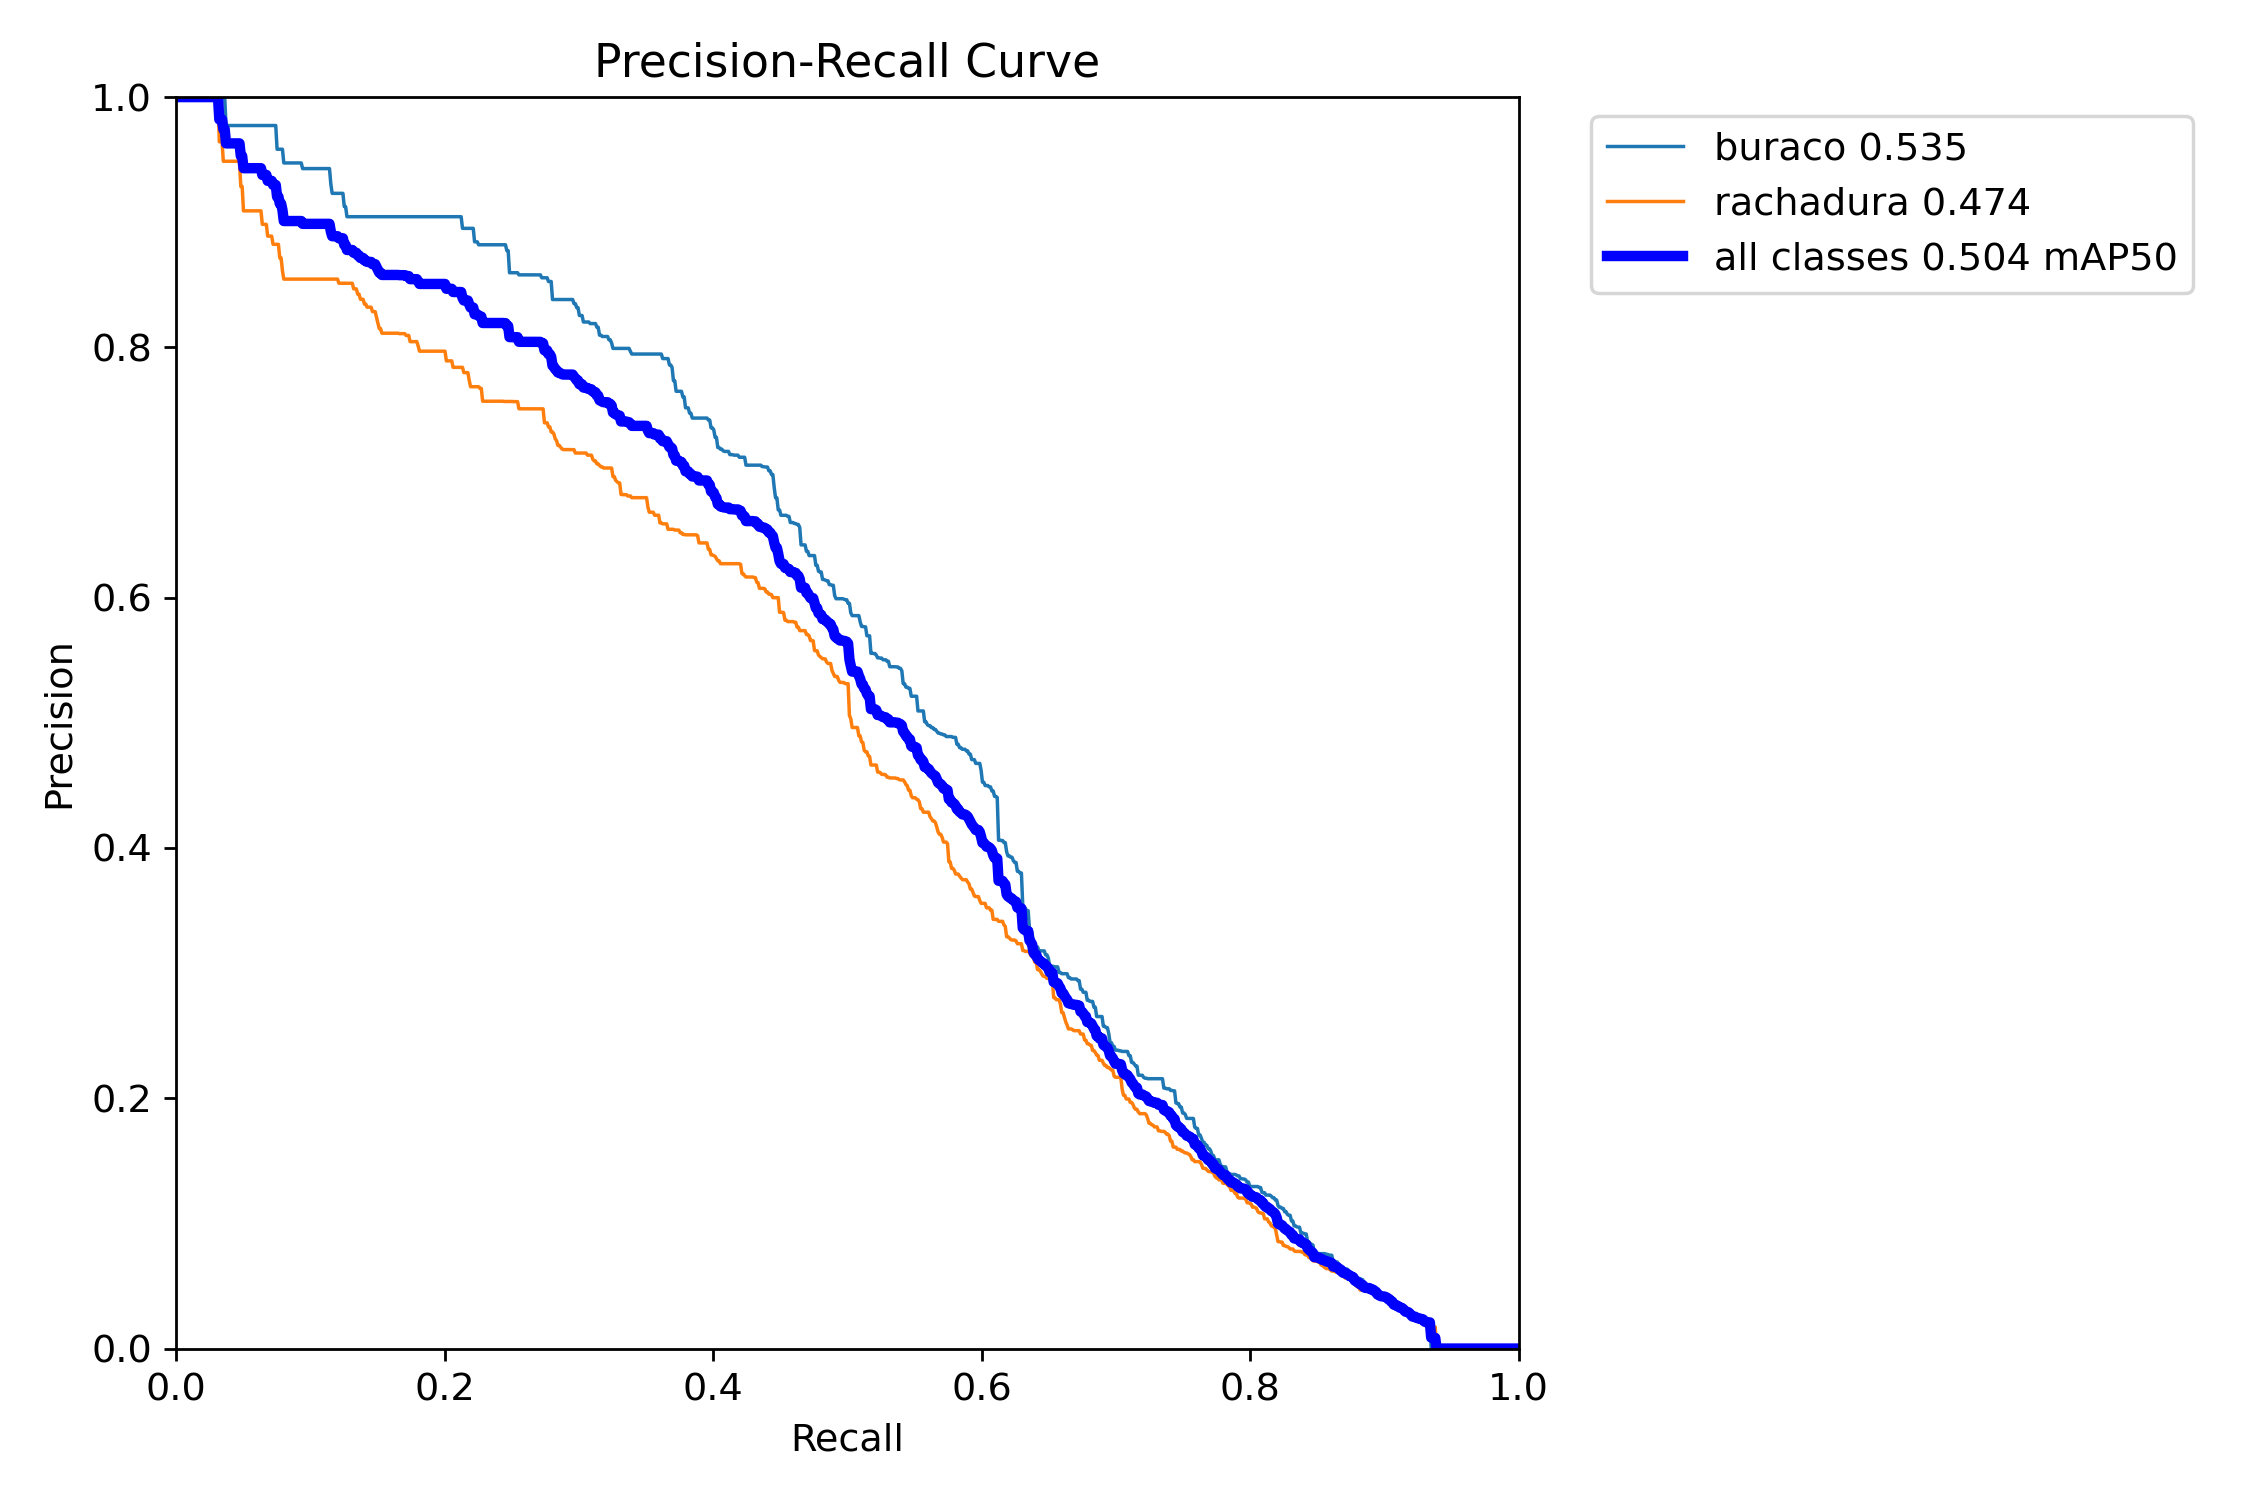 Precision-Recall Curve
1.0
0.8
0.6
0.4
0.2
0.0
Precision
0.0 0.2 0.4 0.6 0.8 1.0
Recall
buraco 0.535
rachadura 0.474
all classes 0.504 mAP50